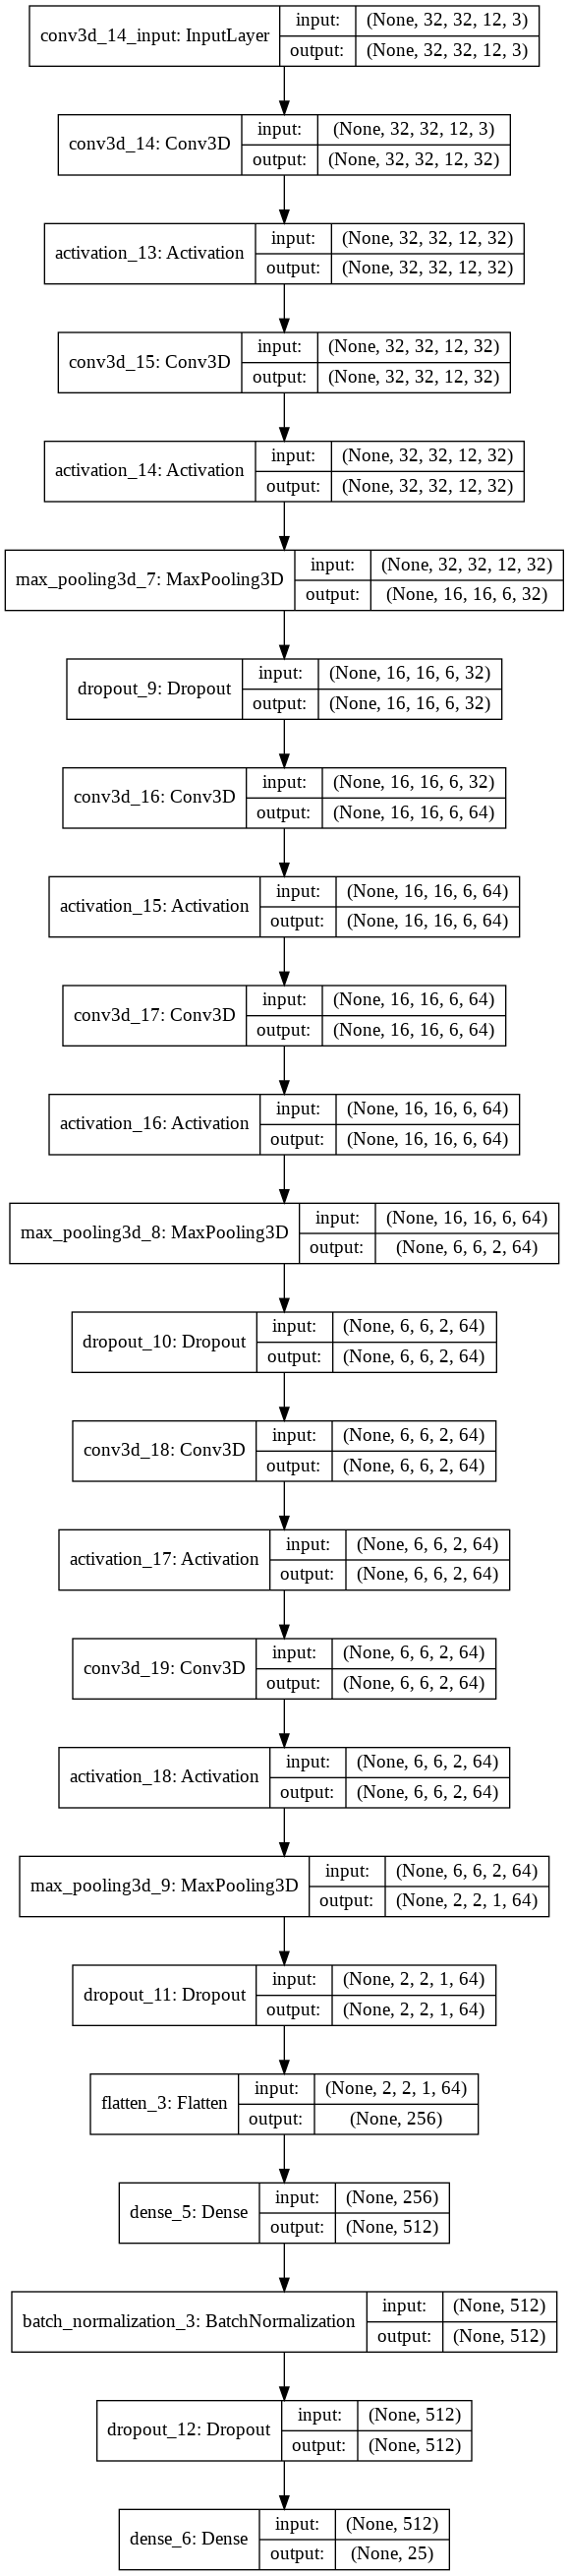 conv3d_14_input: InputLayer
input: (None, 32, 32, 12, 3)
output: (None, 32, 32, 12, 3)
conv3d_14: Conv3D
input: (None, 32, 32, 12, 3)
output: (None, 32, 32, 12, 32)
activation_13: Activation
input: (None, 32, 32, 12, 32)
output: (None, 32, 32, 12, 32)
conv3d_15: Conv3D
input: (None, 32, 32, 12, 32)
output: (None, 32, 32, 12, 32)
activation_14: Activation
input: (None, 32, 32, 12, 32)
output: (None, 32, 32, 12, 32)
max_pooling3d_7: MaxPooling3D
input: (None, 32, 32, 12, 32)
output: (None, 16, 16, 6, 32)
dropout_9: Dropout
input: (None, 16, 16, 6, 32)
output: (None, 16, 16, 6, 32)
conv3d_16: Conv3D
input: (None, 16, 16, 6, 32)
output: (None, 16, 16, 6, 64)
activation_15: Activation
input: (None, 16, 16, 6, 64)
output: (None, 16, 16, 6, 64)
conv3d_17: Conv3D
input: (None, 16, 16, 6, 64)
output: (None, 16, 16, 6, 64)
activation_16: Activation
input: (None, 16, 16, 6, 64)
output: (None, 16, 16, 6, 64)
max_pooling3d_8: MaxPooling3D
input: (None, 16, 16, 6, 64)
output: (None, 6, 6, 2, 64)
dropout_10: Dropout
input: (None, 6, 6, 2, 64)
output: (None, 6, 6, 2, 64)
conv3d_18: Conv3D
input: (None, 6, 6, 2, 64)
output: (None, 6, 6, 2, 64)
activation_17: Activation
input: (None, 6, 6, 2, 64)
output: (None, 6, 6, 2, 64)
conv3d_19: Conv3D
input: (None, 6, 6, 2, 64)
output: (None, 6, 6, 2, 64)
activation_18: Activation
input: (None, 6, 6, 2, 64)
output: (None, 6, 6, 2, 64)
max_pooling3d_9: MaxPooling3D
input: (None, 6, 6, 2, 64)
output: (None, 2, 2, 1, 64)
dropout_11: Dropout
input: (None, 2, 2, 1, 64)
output: (None, 2, 2, 1, 64)
flatten_3: Flatten
input: (None, 2, 2, 1, 64)
output: (None, 256)
dense_5: Dense
input: (None, 256)
output: (None, 512)
batch_normalization_3: BatchNormalization
input: (None, 512)
output: (None, 512)
dropout_12: Dropout
input: (None, 512)
output: (None, 512)
dense_6: Dense
input: (None, 512)
output: (None, 25)